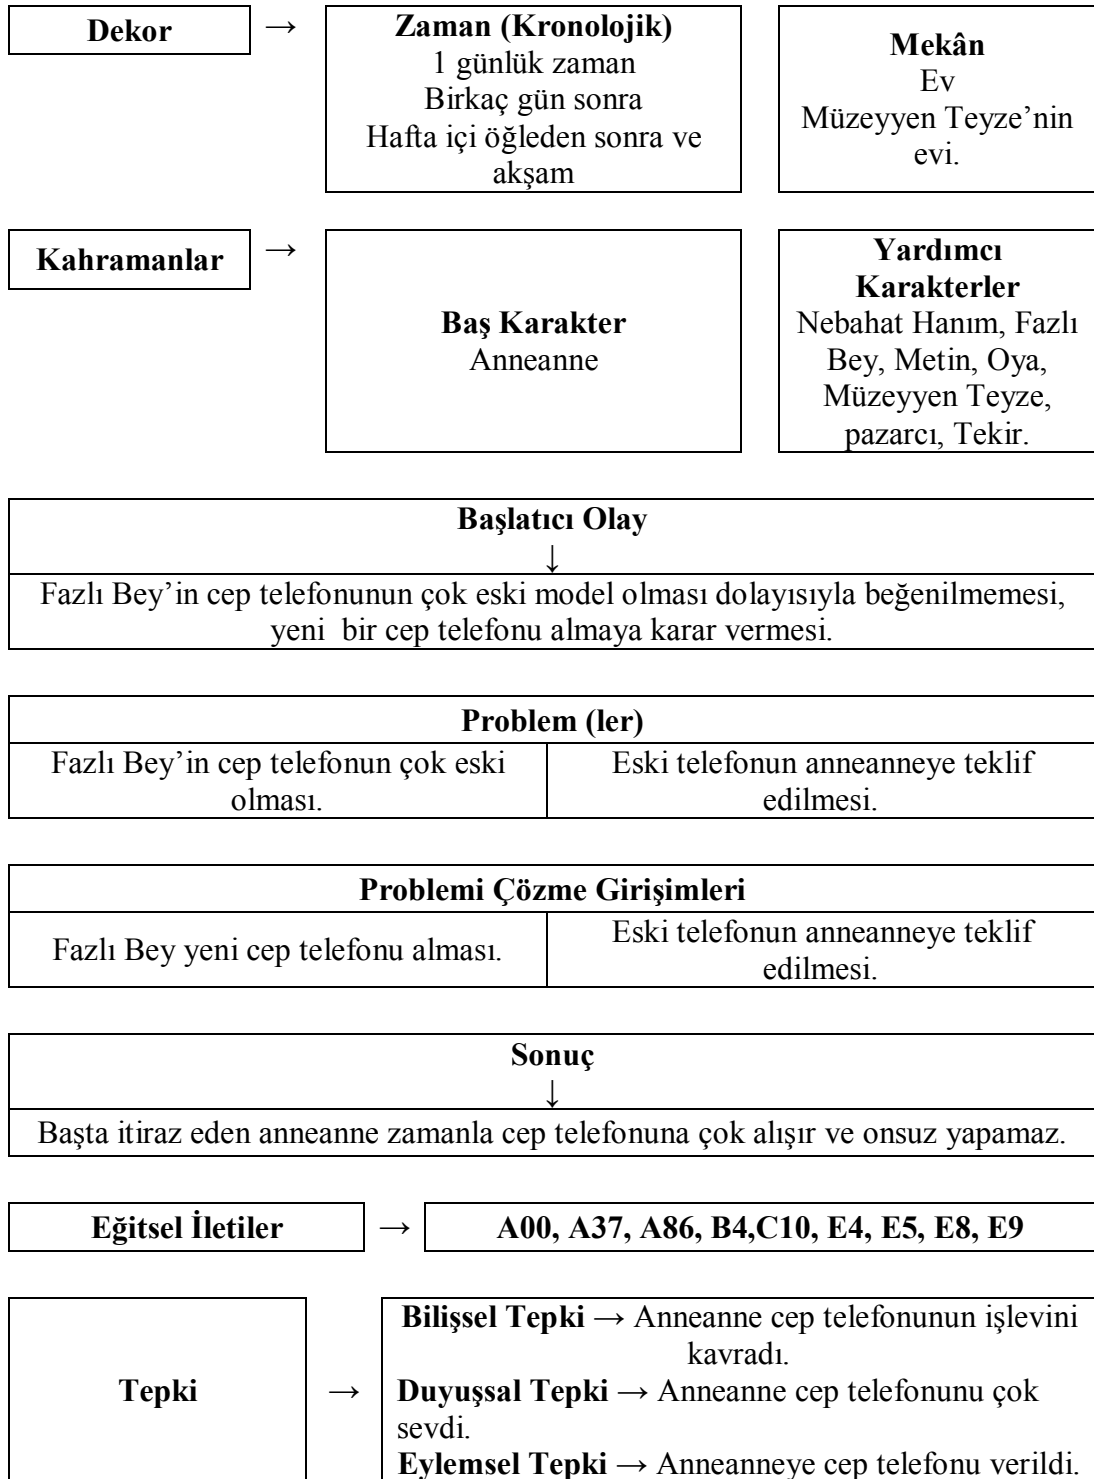 Dekor → Zaman (Kronolojik)
1 günlük zaman
Birkaç gün sonra
Hafta içi öğleden sonra ve
akşam
Mekân
Ev
Müzeyyen Teyze’nin
evi.
Kahramanlar →
Baş Karakter
Anneanne
Yardımcı
Karakterler
Nebahat Hanım, Fazlı
Bey, Metin, Oya,
Müzeyyen Teyze,
pazarcı, Tekir.
Başlatıcı Olay
↓
Fazlı Bey’in cep telefonunun çok eski model olması dolayısıyla beğenilmemesi,
yeni bir cep telefonu almaya karar vermesi.
Problem (ler)
Fazlı Bey’in cep telefonun çok eski
olması.
Eski telefonun anneanneye teklif
edilmesi.
Problemi Çözme Girişimleri
Fazlı Bey yeni cep telefonu alması.
Eski telefonun anneanneye teklif
edilmesi.
Sonuç
↓
Başta itiraz eden anneanne zamanla cep telefonuna çok alışır ve onsuz yapamaz.
Eğitsel İletiler → A00, A37, A86, B4,C10, E4, E5, E8, E9
Tepki →
Bilişsel Tepki → Anneanne cep telefonunun işlevini
kavradı.
Duyuşsal Tepki → Anneanne cep telefonunu çok
sevdi.
Eylemsel Tepki → Anneanneye cep telefonu verildi.